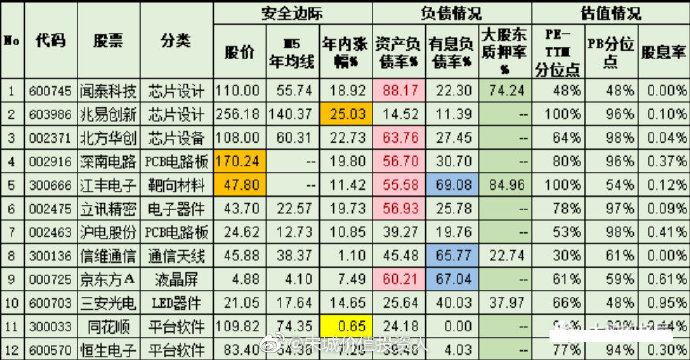 No 代码 股票 分类 安全边际 负债情况 估值情况
股价 M5年均线 年内涨幅% 资产负债率% 有息负债率% 大股东质押率% PE-TTM分位点 PB分位点 股息率
1 600745 闻泰科技 芯片设计 110.00 55.74 18.92 88.17 22.30 74.24 48% 48% 0.00%
2 603986 兆易创新 芯片设计 256.18 140.37 25.03 14.52 11.39 -- 100% 96% 0.10%
3 002371 北方华创 芯片设备 108.00 60.31 22.73 63.76 27.45 -- 64% 98% 0.04%
4 002916 深南电路 PCB电路板 170.24 -- 19.80 56.70 30.70 -- 80% 96% 0.37%
5 300666 江丰电子 靶向材料 47.80 -- 11.42 55.58 69.08 84.96 100% 54% 0.12%
6 002475 立讯精密 电子器件 43.70 22.57 19.73 56.93 25.78 -- 78% 97% 0.09%
7 002463 沪电股份 PCB电路板 24.62 12.73 10.85 39.27 19.76 -- 53% 98% 0.41%
8 300136 信维通信 通信天线 45.88 38.37 1.10 45.48 65.77 22.74 30% 61% 0.00%
9 000725 京东方A 液晶屏 4.88 4.10 7.49 60.21 67.04 -- 61% 59% 0.61%
10 600703 三安光电 LED器件 21.05 17.64 14.65 25.64 40.03 37.97 66% 48% 0.95%
11 300033 同花顺 平台软件 109.82 74.35 0.65 24.18 0.00 --
12 600570 恒生电子 平台软件 83.40 7.28 4.03 -- 77% 94% 0.30%